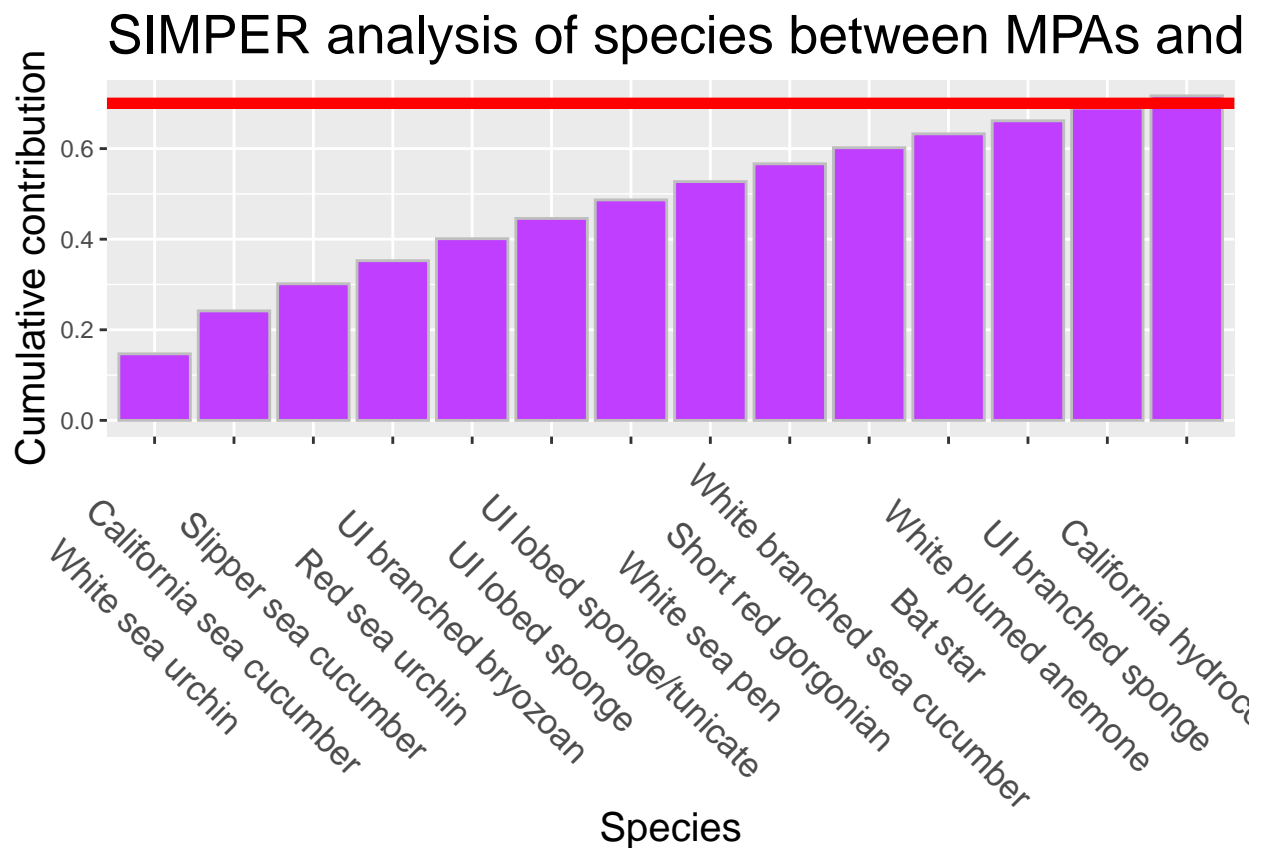 SIMPER analysis of species between MPAs and
Cumulative contribution
0.6
0.4
0.2
0.0
White sea urchin
California sea cucumber
Slipper sea cucumber
Red sea urchin
UI branched bryozoan
UI lobed sponge
UI lobed sponge/tunicate
White sea pen
Short red gorgonian
White branched sea cucumber
Bat star
White plumed anemone
UI branched sponge
California
Species